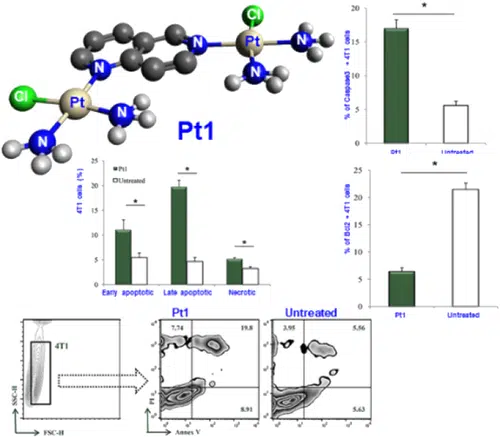 Cl
Pt
N
N
N
N
Cl
Pt
N
N
Pt1
% of Caspase3 + 4T1 cells
20
15
10
5
0
*
Pt1
Untreated
4T1 cells (%)
25
20
15
10
5
0
Pt1
Untreated
*
*
*
Early apoptotic
Late apoptotic
Necrotic
% of Bcl2 + 4T1 cells
25
20
15
10
5
0
*
Pt1
Untreated
4T1
SSC-H
FSC-H
Pt1
7.74
19.8
8.91
PI
Annex V
Untreated
3.95
5.56
5.63